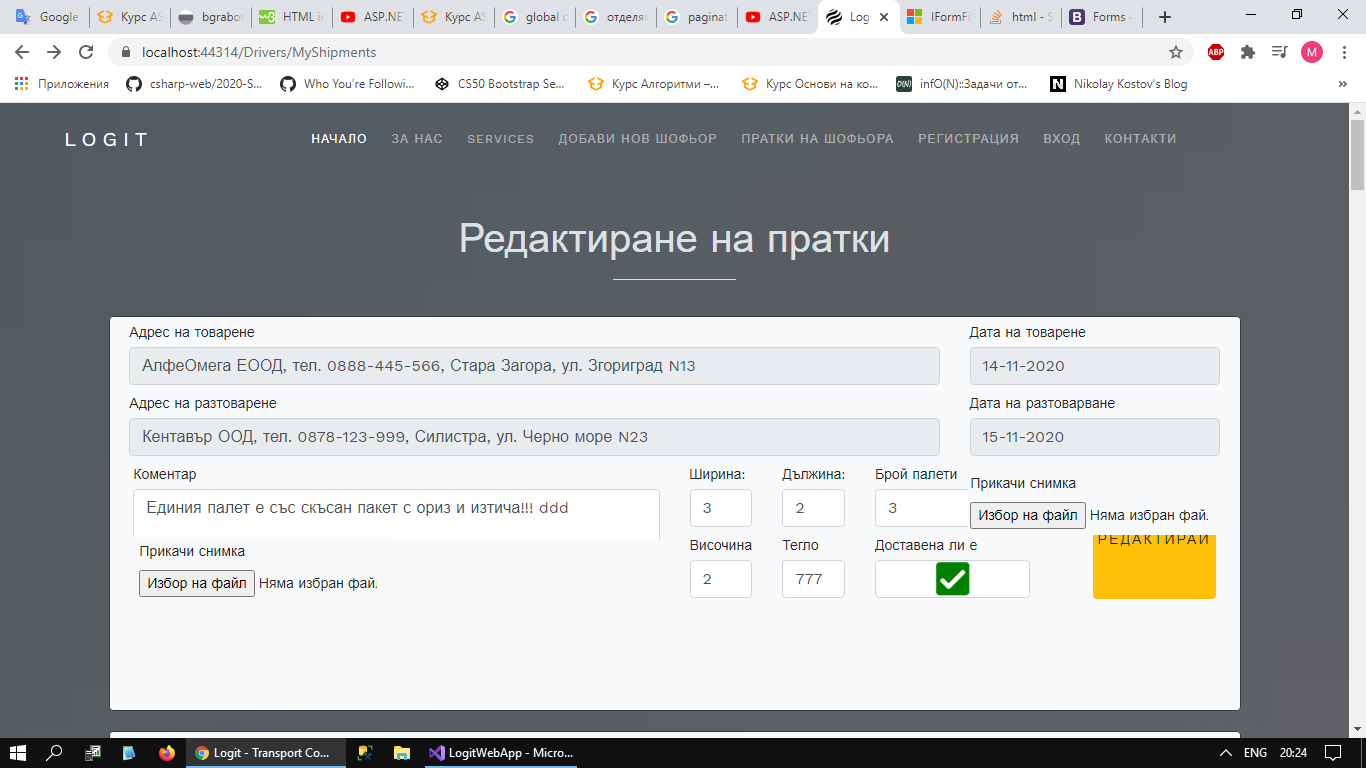 Google
Курс AS
bgrabot
HTML in
ASP.NE
Курс AS
global c
отделян
paginat
ASP.NE
Log
IFormFi
html - S
Forms
localhost:44314/Drivers/MyShipments
ABP
M
Приложения
csharp-web/2020-S...
Who You're Followi...
CS50 Bootstrap Se...
Курс Алгоритми –...
Курс Основи на ко...
infO(N)::Задачи от...
Nikolay Kostov's Blog
LOGIT
НАЧАЛО
ЗА НАС
SERVICES
ДОБАВИ НОВ ШОФЬОР
ПРАТКИ НА ШОФЬОРА
РЕГИСТРАЦИЯ
ВХОД
КОНТАКТИ
Редактиране на пратки
Адрес на товарене
Дата на товарене
АлфеОмега ЕООД, тел. 0888-445-566, Стара Загора, ул. Згориград N13
14-11-2020
Адрес на разтоварене
Дата на разтоварване
Кентавър ООД, тел. 0878-123-999, Силистра, ул. Черно море N23
15-11-2020
Коментар
Ширина:
Дължина:
Брой палети
Прикачи снимка
Единия палет е със скъсан пакет с ориз и изтича!!! ddd
3
2
3
Избор на файл Няма избран файл
Прикачи снимка
Височина
Тегло
Доставена ли е
РЕДАКТИРАЙ
Избор на файл Няма избран файл
2
777
Logit - Transport Co...
LogitWebApp - Micro...
ENG
20:24